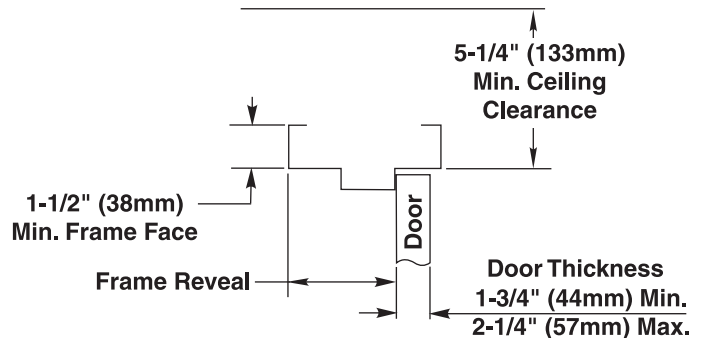 5-1/4" (133mm)
Min. Ceiling
Clearance
1-1/2" (38mm)
Min. Frame Face
Door
Frame Reveal
Door Thickness
1-3/4" (44mm) Min.
2-1/4" (57mm) Max.